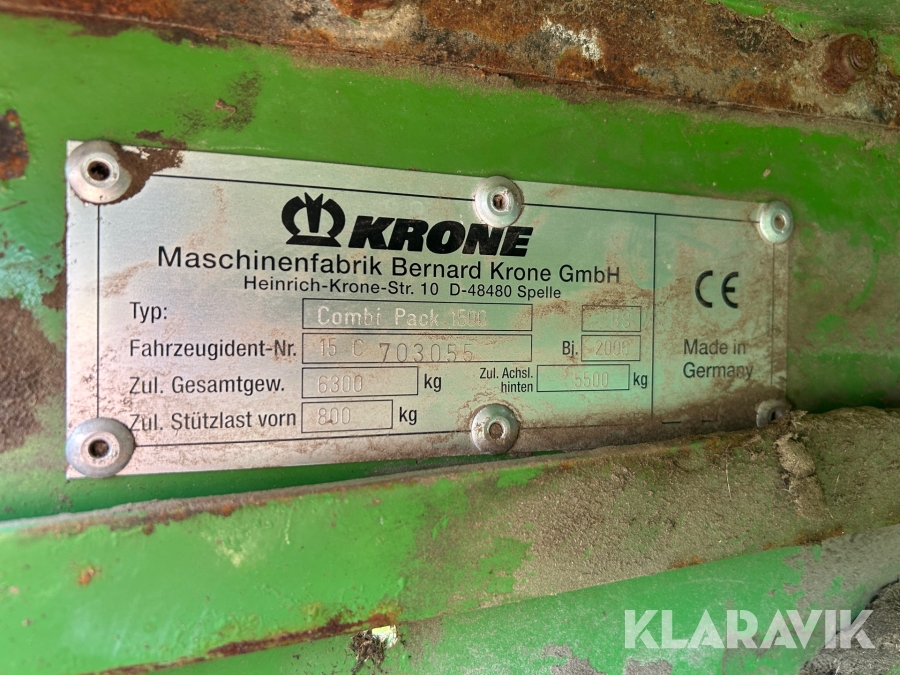 KRONE
Maschinenfabrik Bernard Krone GmbH
Heinrich-Krone-Str. 10 D-48480 Spelle
Typ: Combi Pack 1500
Fahrzeugident-Nr. 15 C 703055 Bj. 2000
Zul. Gesamtgew. 6300 kg Zul. Achsl. hinten 5500 kg
Zul. Stützlast vorn 800 kg
CE
Made in
Germany
KLARAVIK